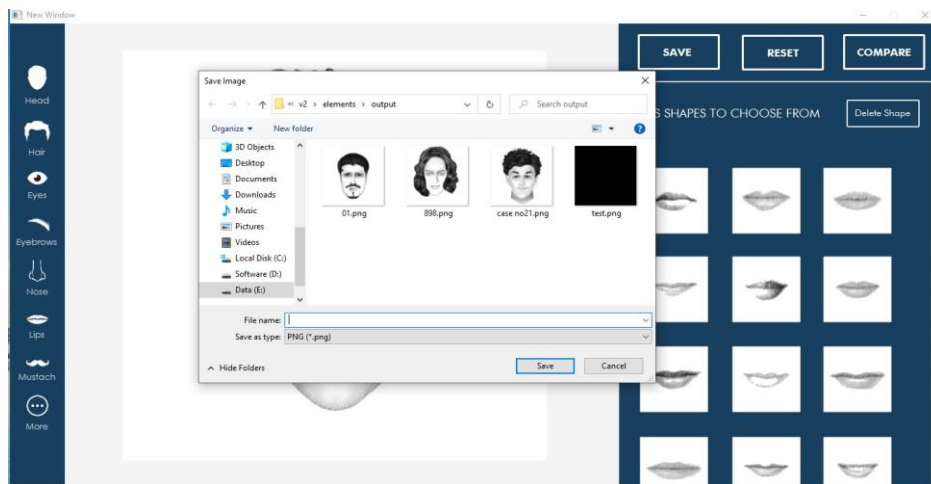 New Window
SAVE
RESET
COMPARE
Head
Hair
Eyes
Eyebrows
Nose
Lips
Mustach
More
Save Image
« v2 › elements › output
Search output
Organize
New folder
3D Objects
Desktop
Documents
Downloads
Music
Pictures
Videos
Local Disk (C:)
Software (D:)
Data (E:)
01.png
898.png
case no21.png
test.png
File name:
Save as type: PNG (*.png)
Hide Folders
Save
Cancel
S SHAPES TO CHOOSE FROM
Delete Shape